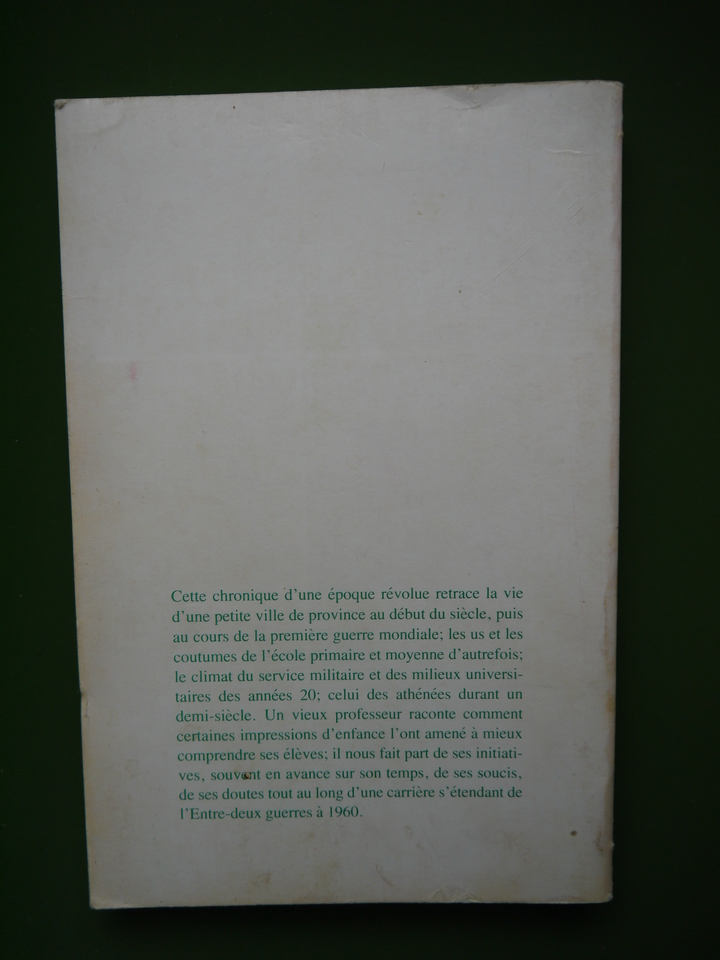 Cette chronique d'une époque révolue retrace la vie
d'une petite ville de province au début du siècle, puis
au cours de la première guerre mondiale; les us et les
coutumes de l'école primaire et moyenne d'autrefois;
le climat du service militaire et des milieux universi-
taires des années 20; celui des athénées durant un
demi-siècle. Un vieux professeur raconte comment
certaines impressions d'enfance l'ont amené à mieux
comprendre ses élèves; il nous fait part de ses initiati-
ves, souvent en avance sur son temps, de ses soucis,
de ses doutes tout au long d'une carrière s'étendant de
l'Entre-deux guerres à 1960.